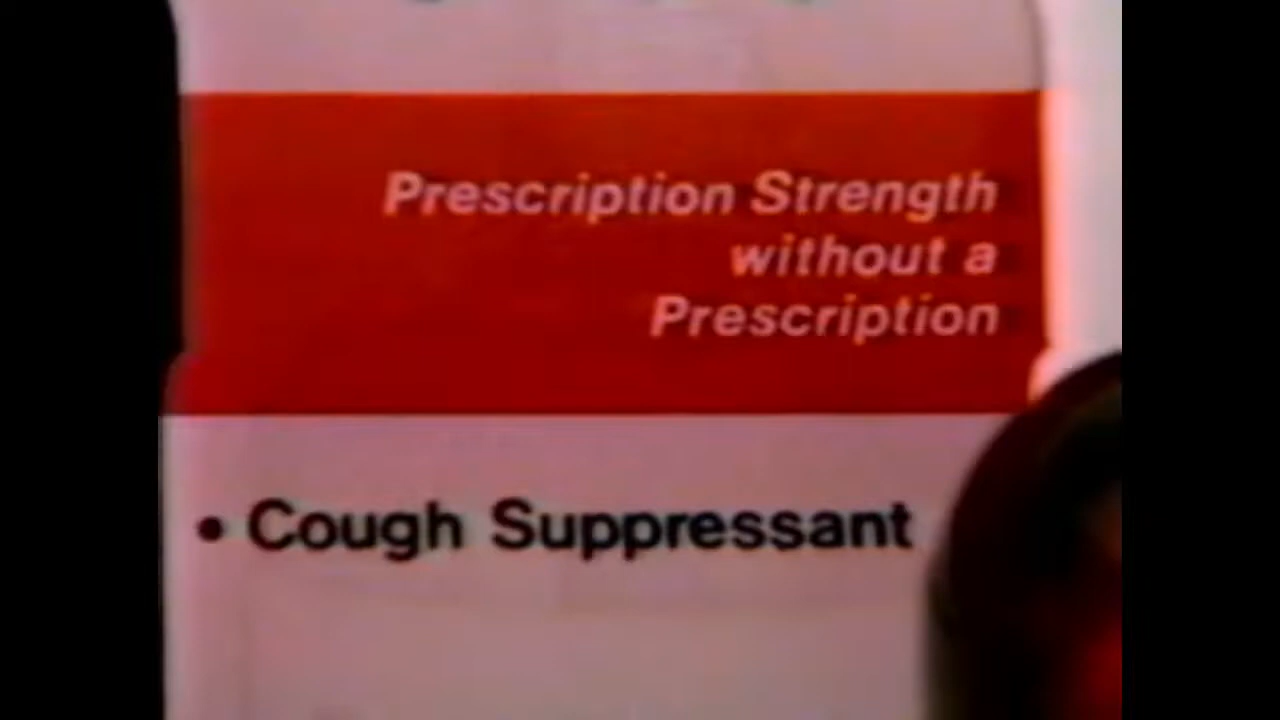 Prescription Strength
without a
Prescription
• Cough Suppressant